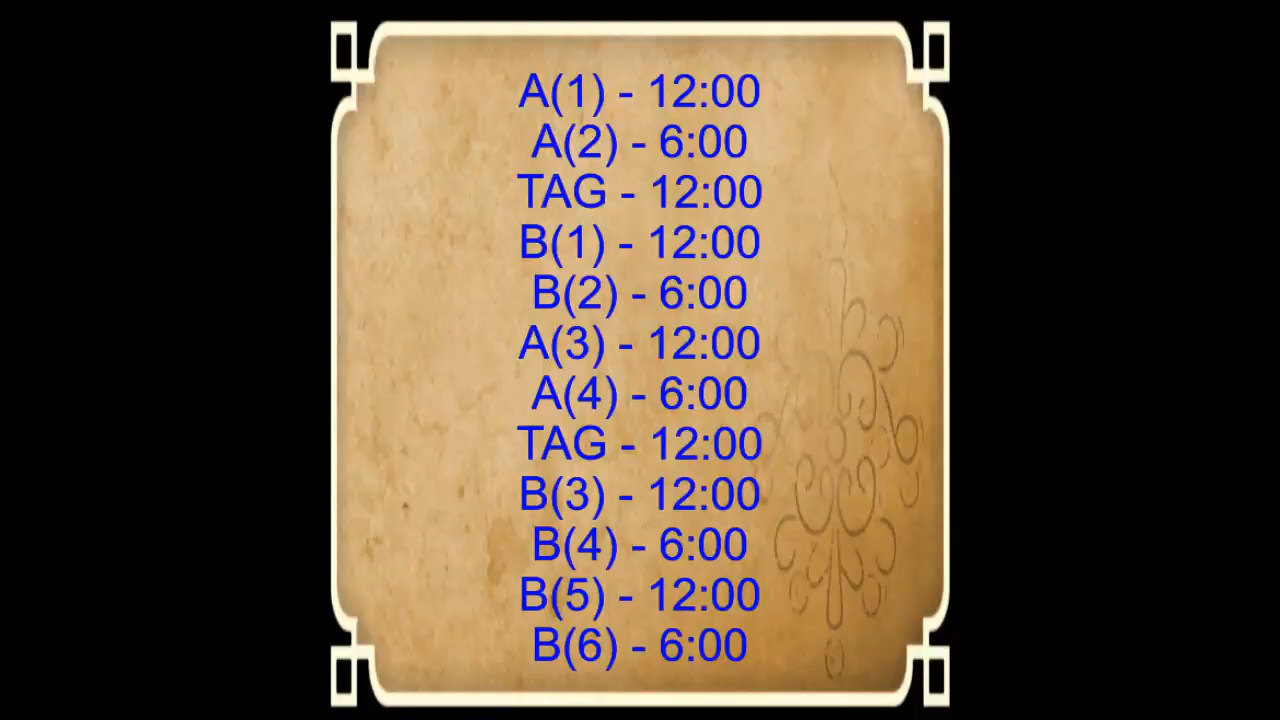 A(1) - 12:00
A(2) - 6:00
TAG - 12:00
B(1) - 12:00
B(2) - 6:00
A(3) - 12:00
A(4) - 6:00
TAG - 12:00
B(3) - 12:00
B(4) - 6:00
B(5) - 12:00
B(6) - 6:00